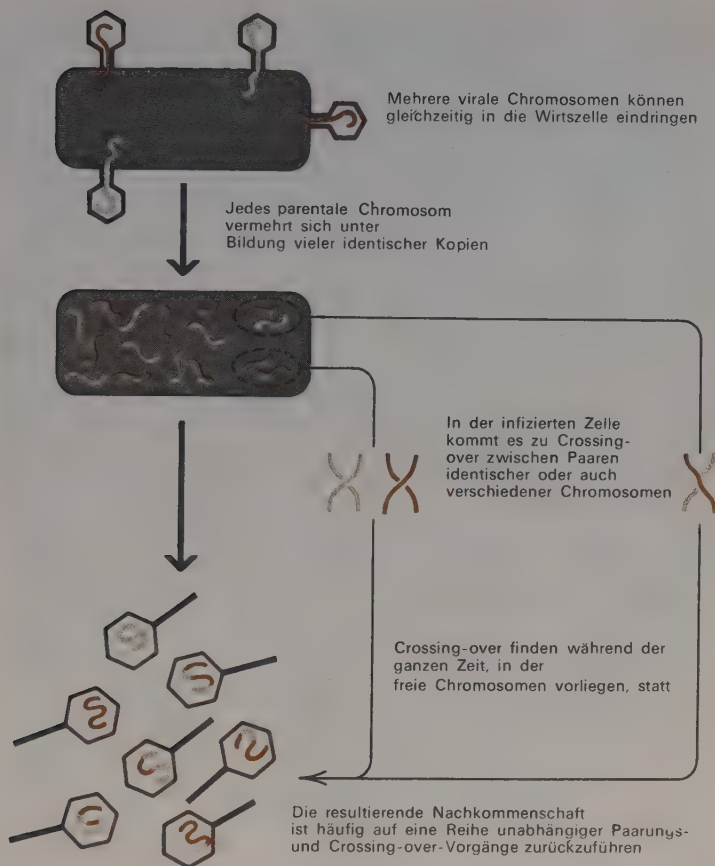 Mehrere virale Chromosomen können
gleichzeitig in die Wirtszelle eindringen
Jedes parentale Chromosom
vermehrt sich unter
Bildung vieler identischer Kopien
In der infizierten Zelle
kommt es zu Crossing-
over zwischen Paaren
identischer oder auch
verschiedener Chromosomen
Crossing-over finden während der
ganzen Zeit, in der
freie Chromosomen vorliegen, statt
Die resultierende Nachkommenschaft
ist häufig auf eine Reihe unabhängiger Paarungs-
und Crossing-over-Vorgänge zurückzuführen